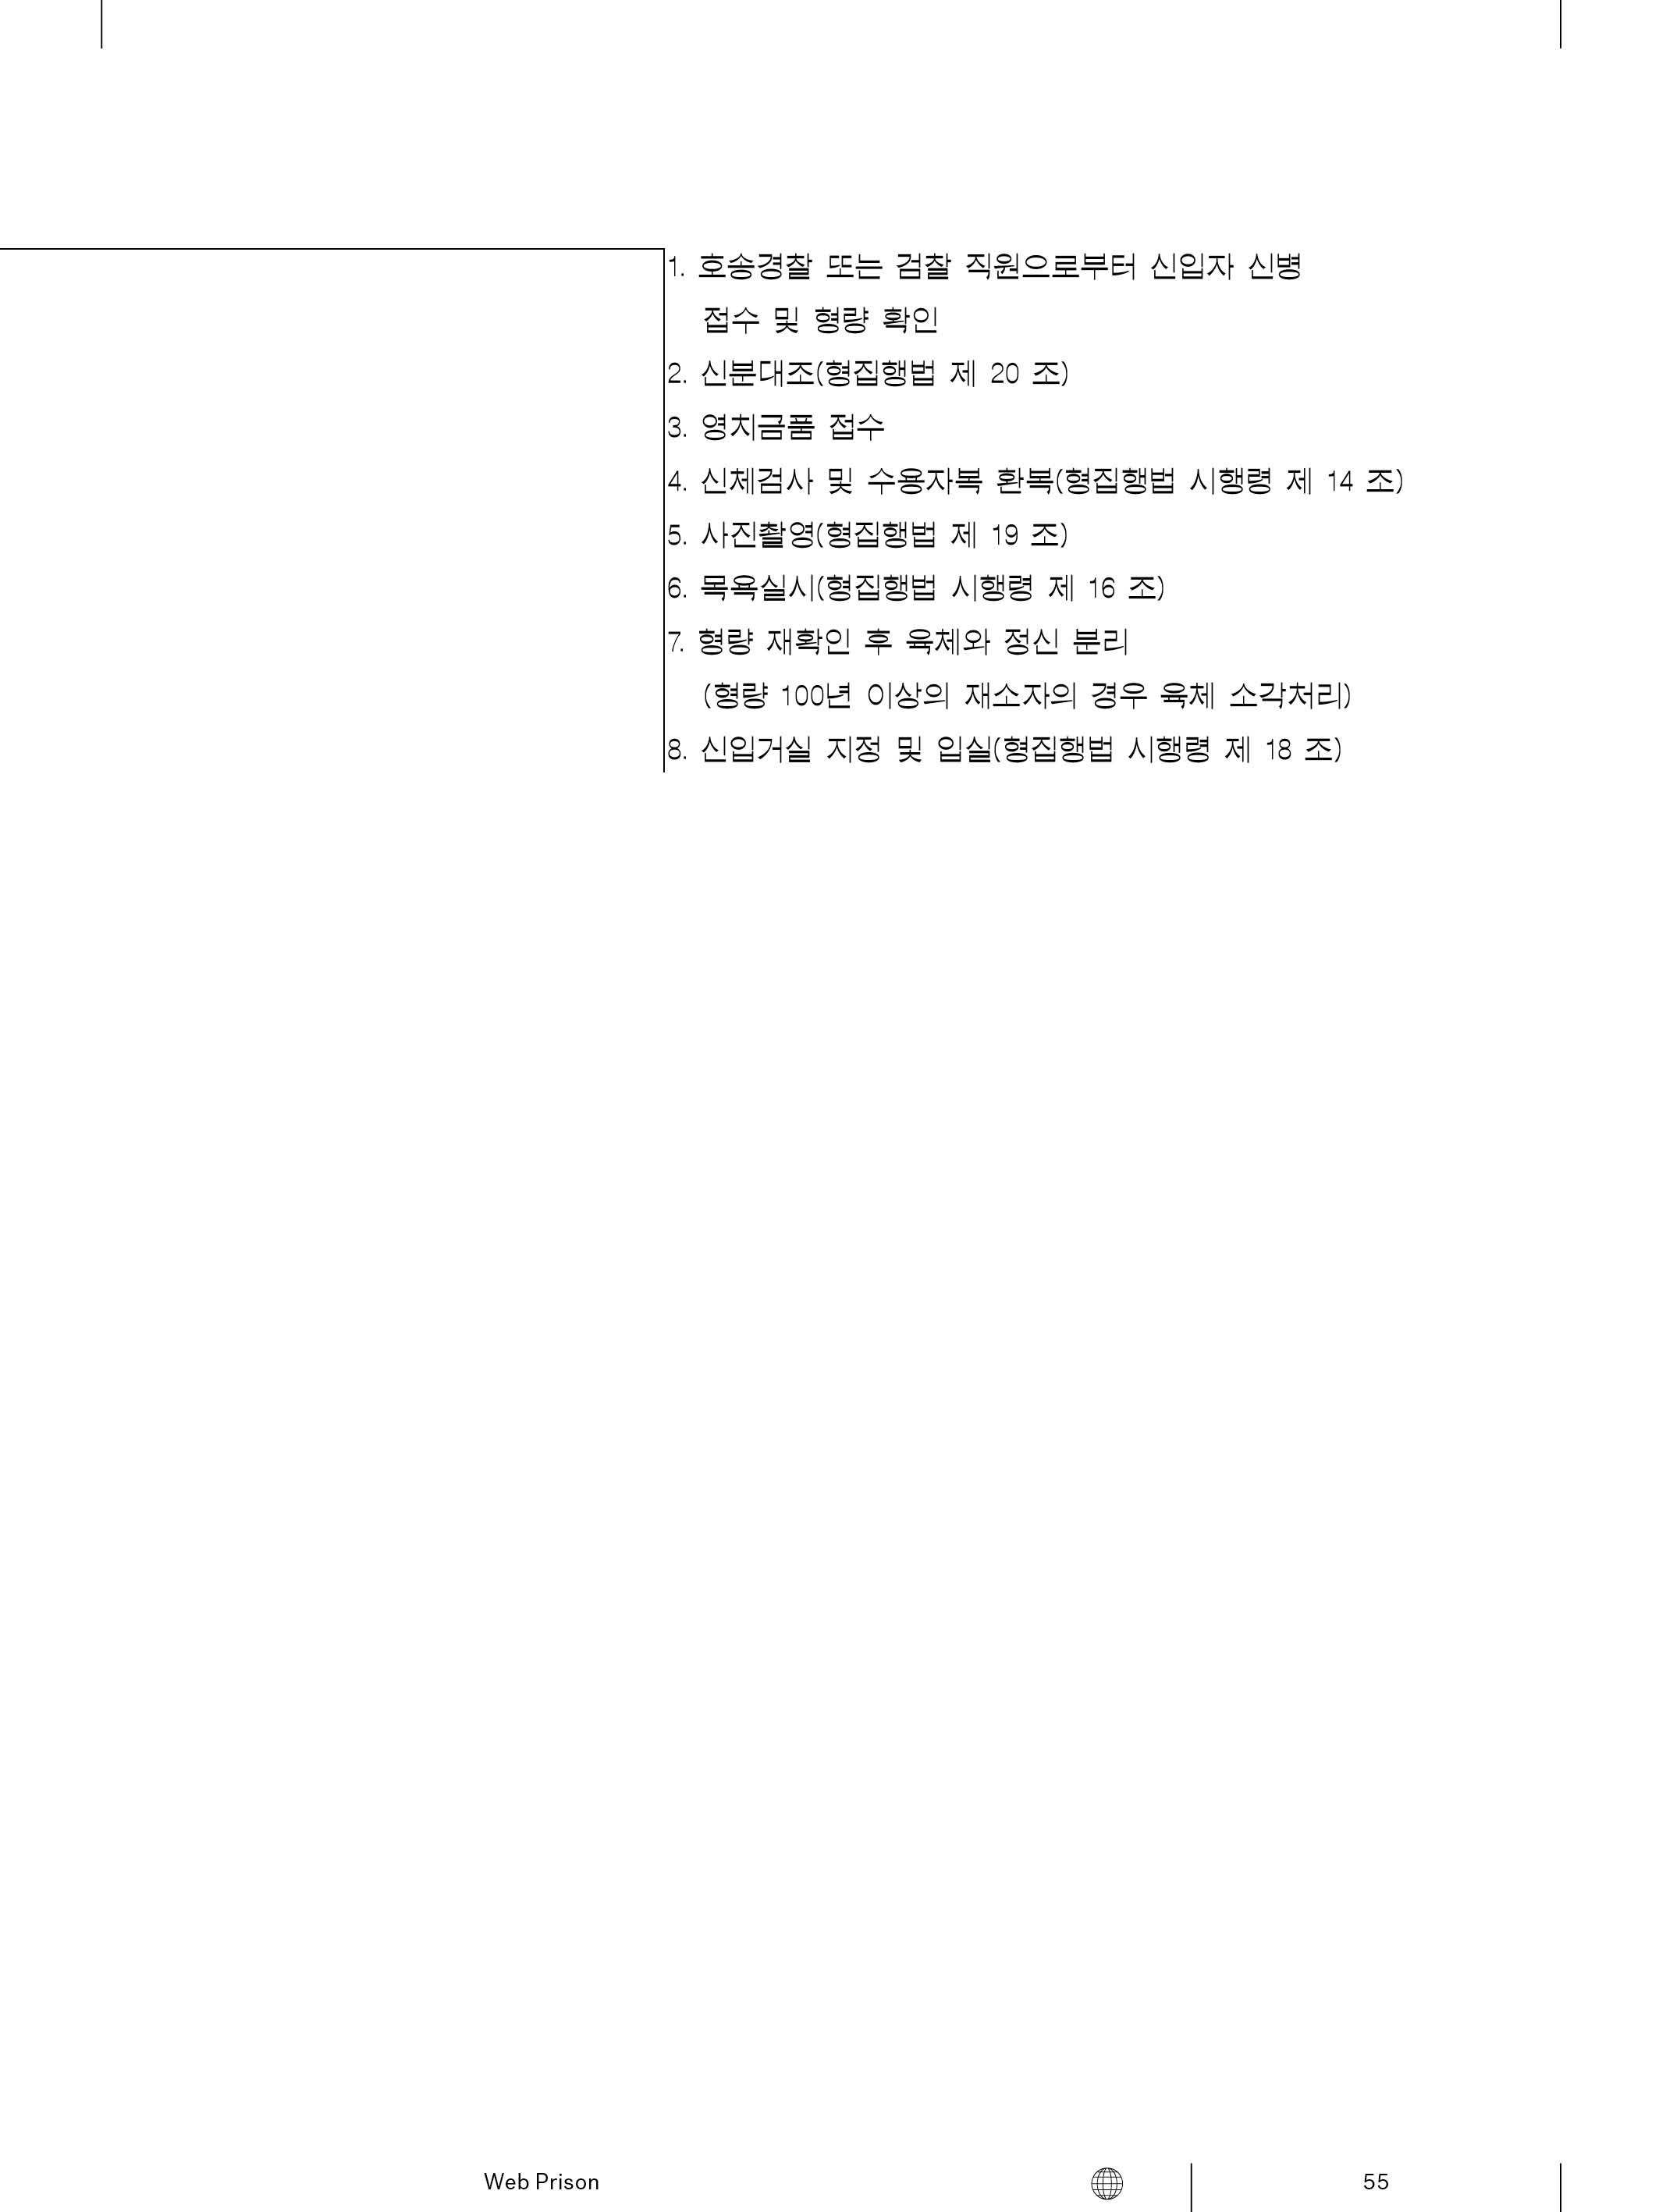 1. 호송경찰 또는 검찰 직원으로부터 신입자 신병
접수 및 형량 확인
2. 신분대조(형집행법 제 20 조)
3. 영치금품 접수
4. 신체검사 및 수용자복 환복(형집행법 시행령 제 14 조)
5. 사진촬영(형집행법 제 19 조)
6. 목욕실시(형집행법 시행령 제 16 조)
7. 형량 재확인 후 육체와 정신 분리
(형량 100년 이상의 재소자의 경우 육체 소각처리)
8. 신입거실 지정 및 입실(형집행법 시행령 제 18 조)
Web Prison 55